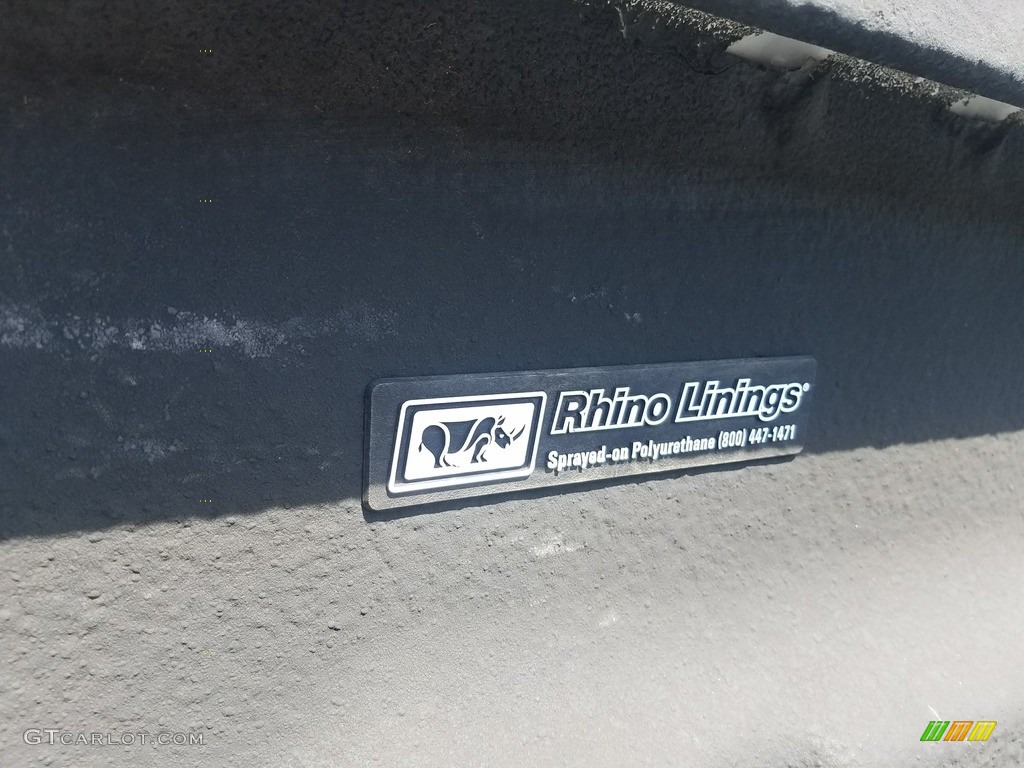 Rhino Linings®
Sprayed-on Polyurethane (800) 447-1471
GTCARLOT.COM